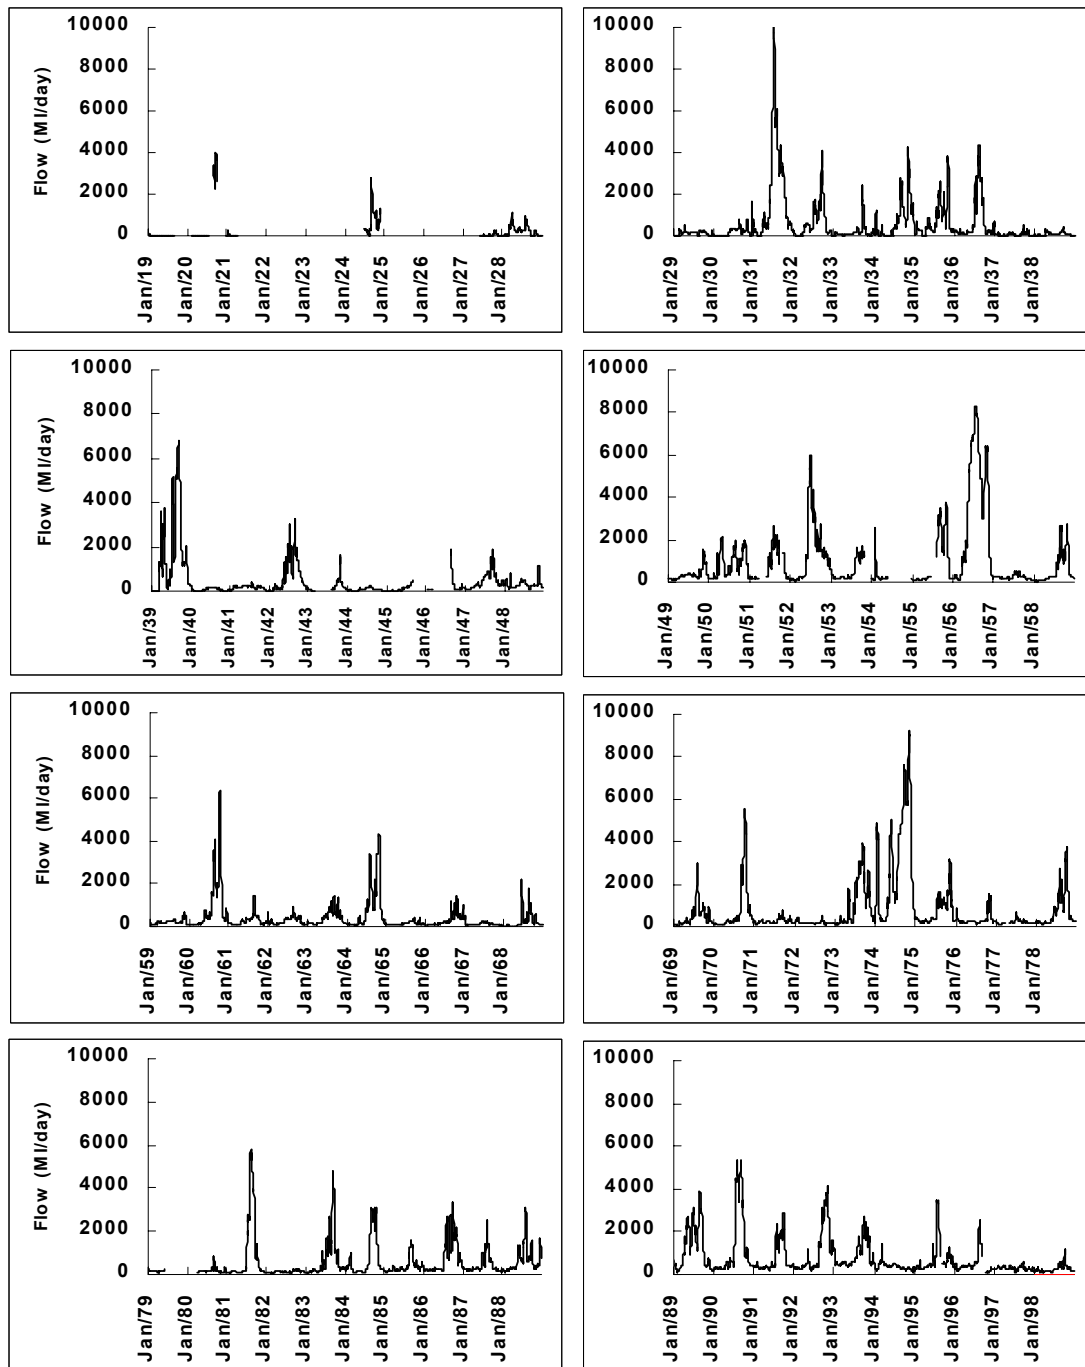 10000
8000
6000
4000
2000
0
Flow (Ml/day)
Jan/19
Jan/20
Jan/21
Jan/22
Jan/23
Jan/24
Jan/25
Jan/26
Jan/27
Jan/28
10000
8000
6000
4000
2000
0
Jan/29
Jan/30
Jan/31
Jan/32
Jan/33
Jan/34
Jan/35
Jan/36
Jan/37
Jan/38
10000
8000
6000
4000
2000
0
Flow (Ml/day)
Jan/39
Jan/40
Jan/41
Jan/42
Jan/43
Jan/44
Jan/45
Jan/46
Jan/47
Jan/48
10000
8000
6000
4000
2000
0
Jan/49
Jan/50
Jan/51
Jan/52
Jan/53
Jan/54
Jan/55
Jan/56
Jan/57
Jan/58
10000
8000
6000
4000
2000
0
Flow (Ml/day)
Jan/59
Jan/60
Jan/61
Jan/62
Jan/63
Jan/64
Jan/65
Jan/66
Jan/67
Jan/68
10000
8000
6000
4000
2000
0
Jan/69
Jan/70
Jan/71
Jan/72
Jan/73
Jan/74
Jan/75
Jan/76
Jan/77
Jan/78
10000
8000
6000
4000
2000
0
Flow (Ml/day)
Jan/79
Jan/80
Jan/81
Jan/82
Jan/83
Jan/84
Jan/85
Jan/86
Jan/87
Jan/88
10000
8000
6000
4000
2000
0
Jan/89
Jan/90
Jan/91
Jan/92
Jan/93
Jan/94
Jan/95
Jan/96
Jan/97
Jan/98